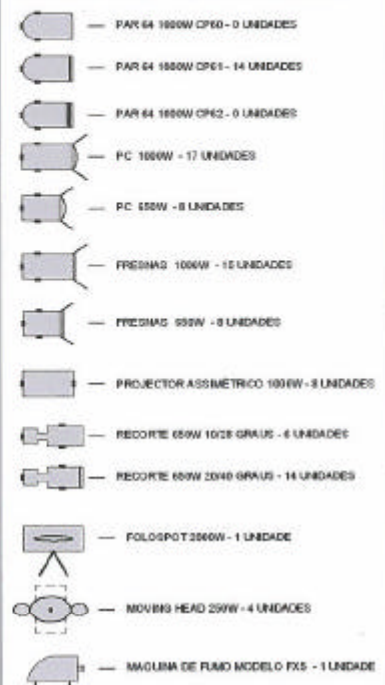 PAR 64 1000W CP60 - 0 UNIDADES
PAR 64 1000W CP61 - 14 UNIDADES
PAR 64 1000W CP62 - 0 UNIDADES
PC 1000W - 17 UNIDADES
PC 650W - 8 UNIDADES
FRESNAS 1000W - 15 UNIDADES
FRESNAS 650W - 8 UNIDADES
PROJECTOR ASSIMÉTRICO 1000W - 8 UNIDADES
RECORTE 650W 10/28 GRAUS - 6 UNIDADES
RECORTE 650W 20/40 GRAUS - 14 UNIDADES
FOLOSPOT 2000W - 1 UNIDADE
MOVING HEAD 250W - 4 UNIDADES
MAQUINA DE FUMO MODELO FX5 - 1 UNIDADE